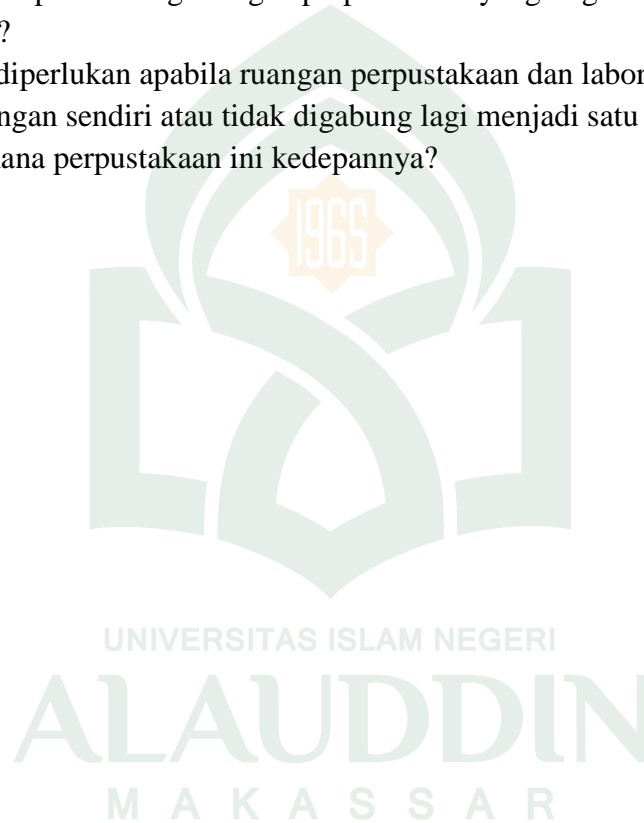 ?
diperlukan apabila ruangan perpustakaan dan labor
ngan sendiri atau tidak digabung lagi menjadi satu
ana perpustakaan ini kedepannya?
1965
UNIVERSITAS ISLAM NEGERI
ALAUDDIN
MAKASSAR